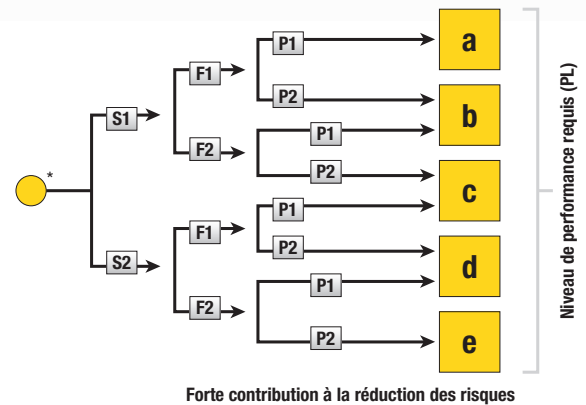 P1
a
F1
P2
b
S1
F2
P1
P2
*
c
F1
P1
P2
d
S2
F2
P1
P2
e
Niveau de performance requis (PL)
Forte contribution à la réduction des risques